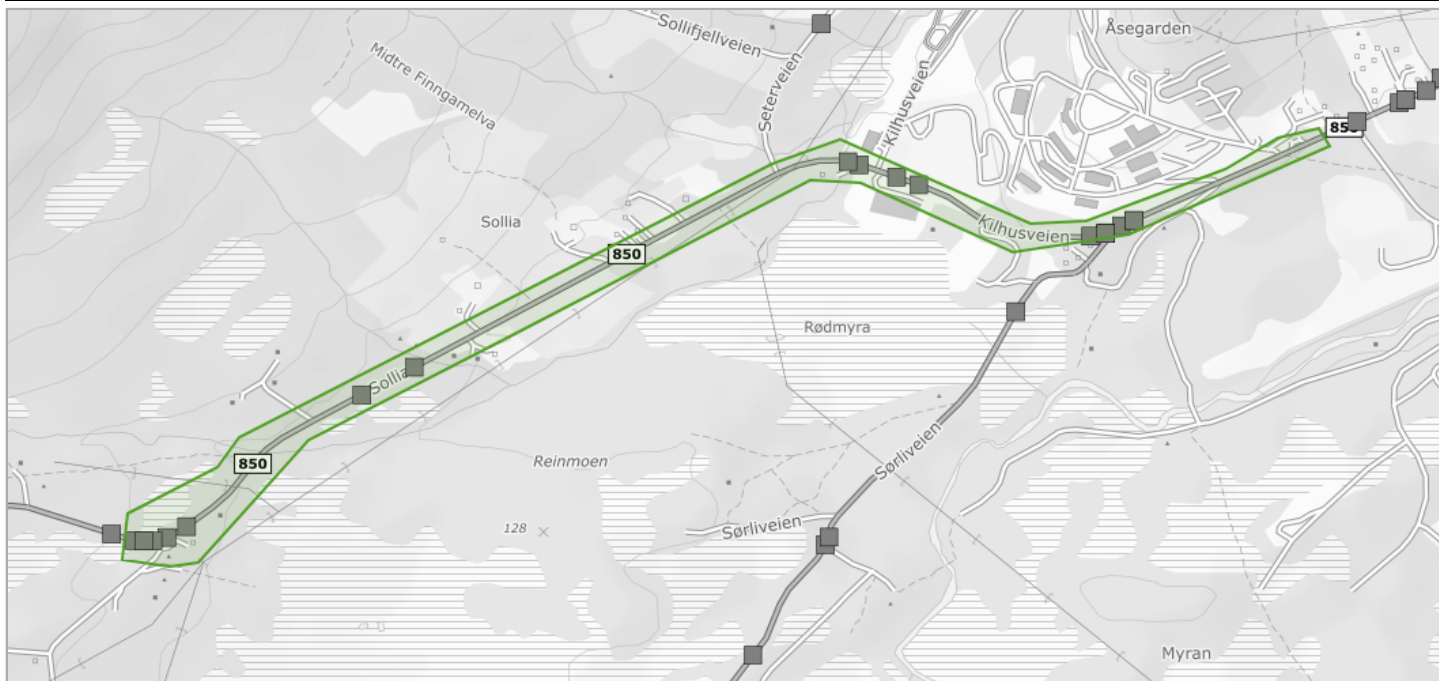 Sollifjellveien
Åsegarden
Midtre Finngamelva
Seterveien
Kilhusveien
850
Sollia
Kilhusveien
850
Rødmyra
Sollia
Sørliveien
Reinmoen
850
Sørliveien
128
Myran